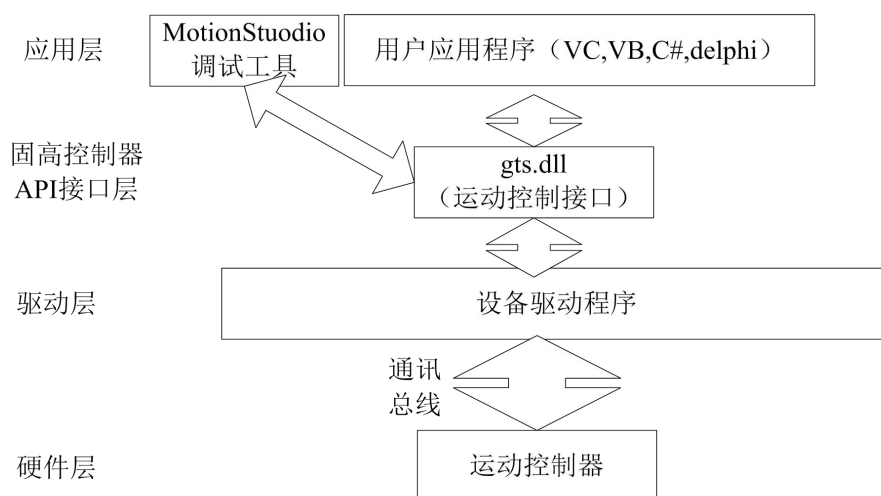 应用层
MotionStuodio
调试工具
用户应用程序（VC,VB,C#,delphi）
固高控制器
API接口层
gts.dll
（运动控制接口）
驱动层
设备驱动程序
通讯
总线
硬件层
运动控制器